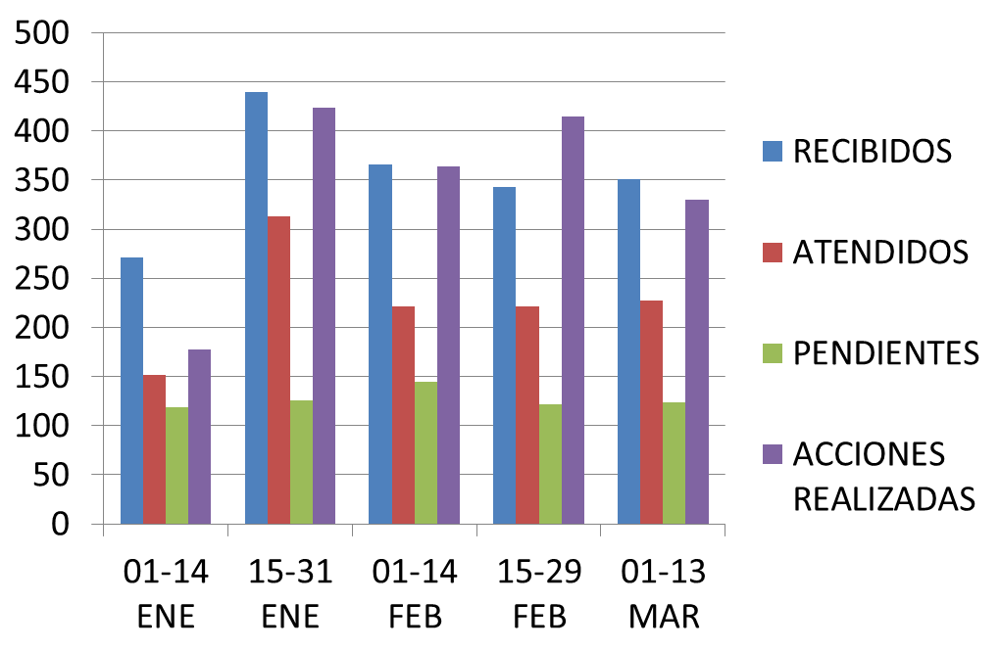 500
450
400
350
300
250
200
150
100
50
0
RECIBIDOS
ATENDIDOS
PENDIENTES
ACCIONES
REALIZADAS
01-14 15-31 01-14 15-29 01-13
ENE ENE FEB FEB MAR